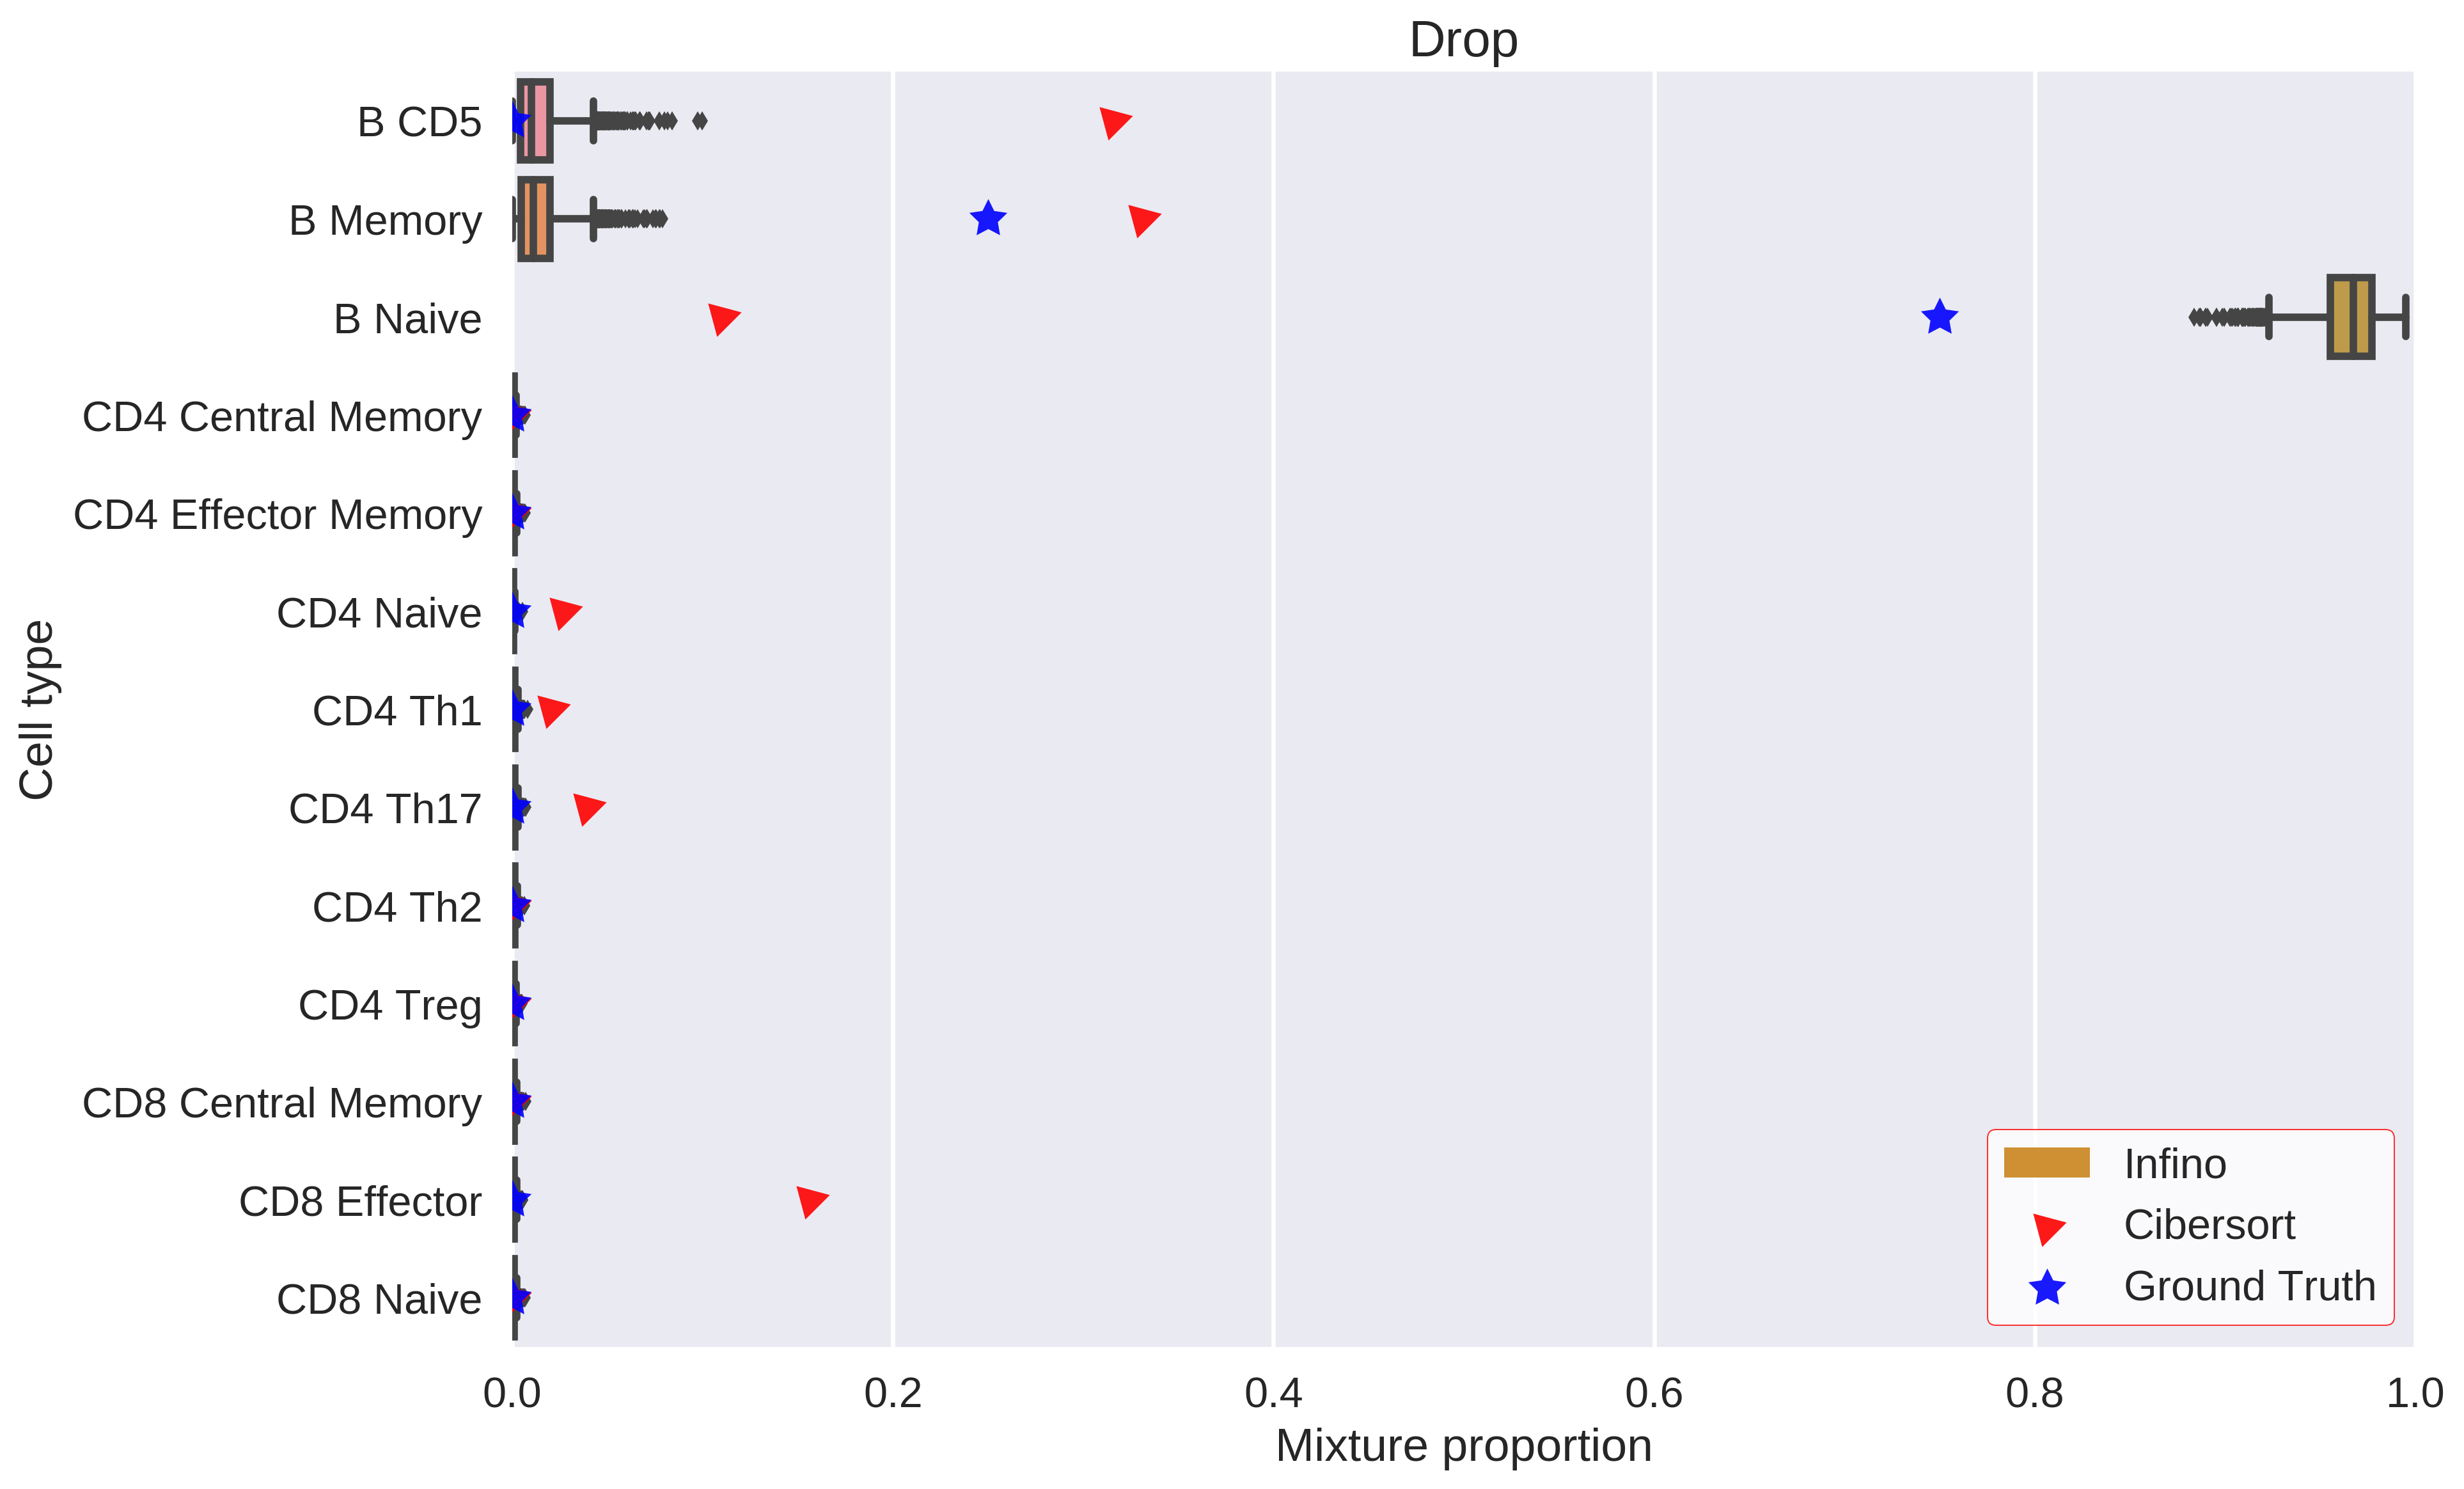 Drop
B CD5
B Memory
B Naive
CD4 Central Memory
CD4 Effector Memory
CD4 Naive
CD4 Th1
CD4 Th17
CD4 Th2
CD4 Treg
CD8 Central Memory
CD8 Effector
CD8 Naive
Cell type
Infino
Cibersort
Ground Truth
0.0 0.2 0.4 0.6 0.8 1.0
Mixture proportion